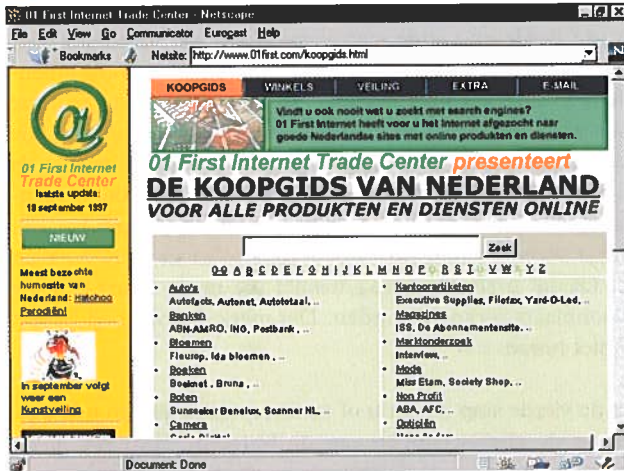 01 First Internet Trade Center - Netscape
File Edit View Go Communicator Eurogast Help
Bookmarks Netsite: http://www.01first.com/koopgids.html N
KOOPGIDS WINKELS VEILING EXTRA E-MAIL
Vindt u ook nooit wat u zoekt met search engines?
01 First Internet heeft voor u het Internet afgezocht naar
goede Nederlandse sites met online produkten en diensten.
01 First Internet Trade Center presenteert
DE KOOPGIDS VAN NEDERLAND
VOOR ALLE PRODUKTEN EN DIENSTEN ONLINE
01 First Internet
Trade Center
laatste update:
18 september 1997
NIEUW
Meest bezochte
humorsite van
Nederland: Hatchoo
Parodiën!
In september volgt
weer een
Kunstveiling
Zoek
0-9 A B C D E F G H I J K L M N O P Q R S T U V W X Y Z
Auto's
Autofacts, Autonet, Autototaal, ..
Banken
ABN-AMRO, ING, Postbank, ..
Bloemen
Fleurop, Ida bloemen, ..
Boeken
Boeknet, Bruna, ..
Boten
Sunseeker Benelux, Scanner NL, ..
Camera
Kantoorartikelen
Executive Supplies, Filofax, Yard-O-Led, ..
Magazines
ISS, De Abonnementensite, ..
Marktonderzoek
Interview, ..
Mode
Miss Etam, Society Shop, ..
Non Profit
ABA, AFC, ..
Opticiën
Document: Done